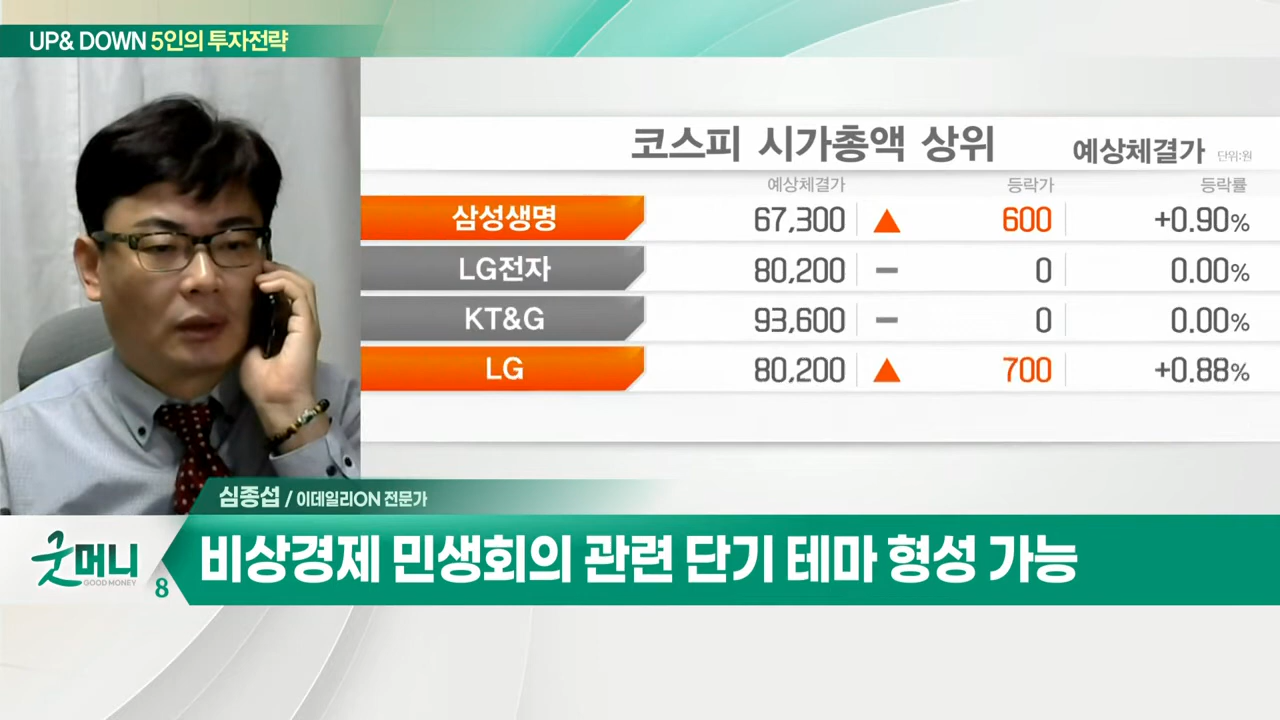 UP& DOWN 5인의 투자전략
코스피 시가총액 상위 예상체결가 단위:원
예상체결가 등락가 등락률
삼성생명 67,300 ▲ 600 +0.90%
LG전자 80,200 － 0 0.00%
KT&G 93,600 － 0 0.00%
LG 80,200 ▲ 700 +0.88%
심종섭 / 이데일리ON 전문가
굿머니
GOOD MONEY
8
비상경제 민생회의 관련 단기 테마 형성 가능